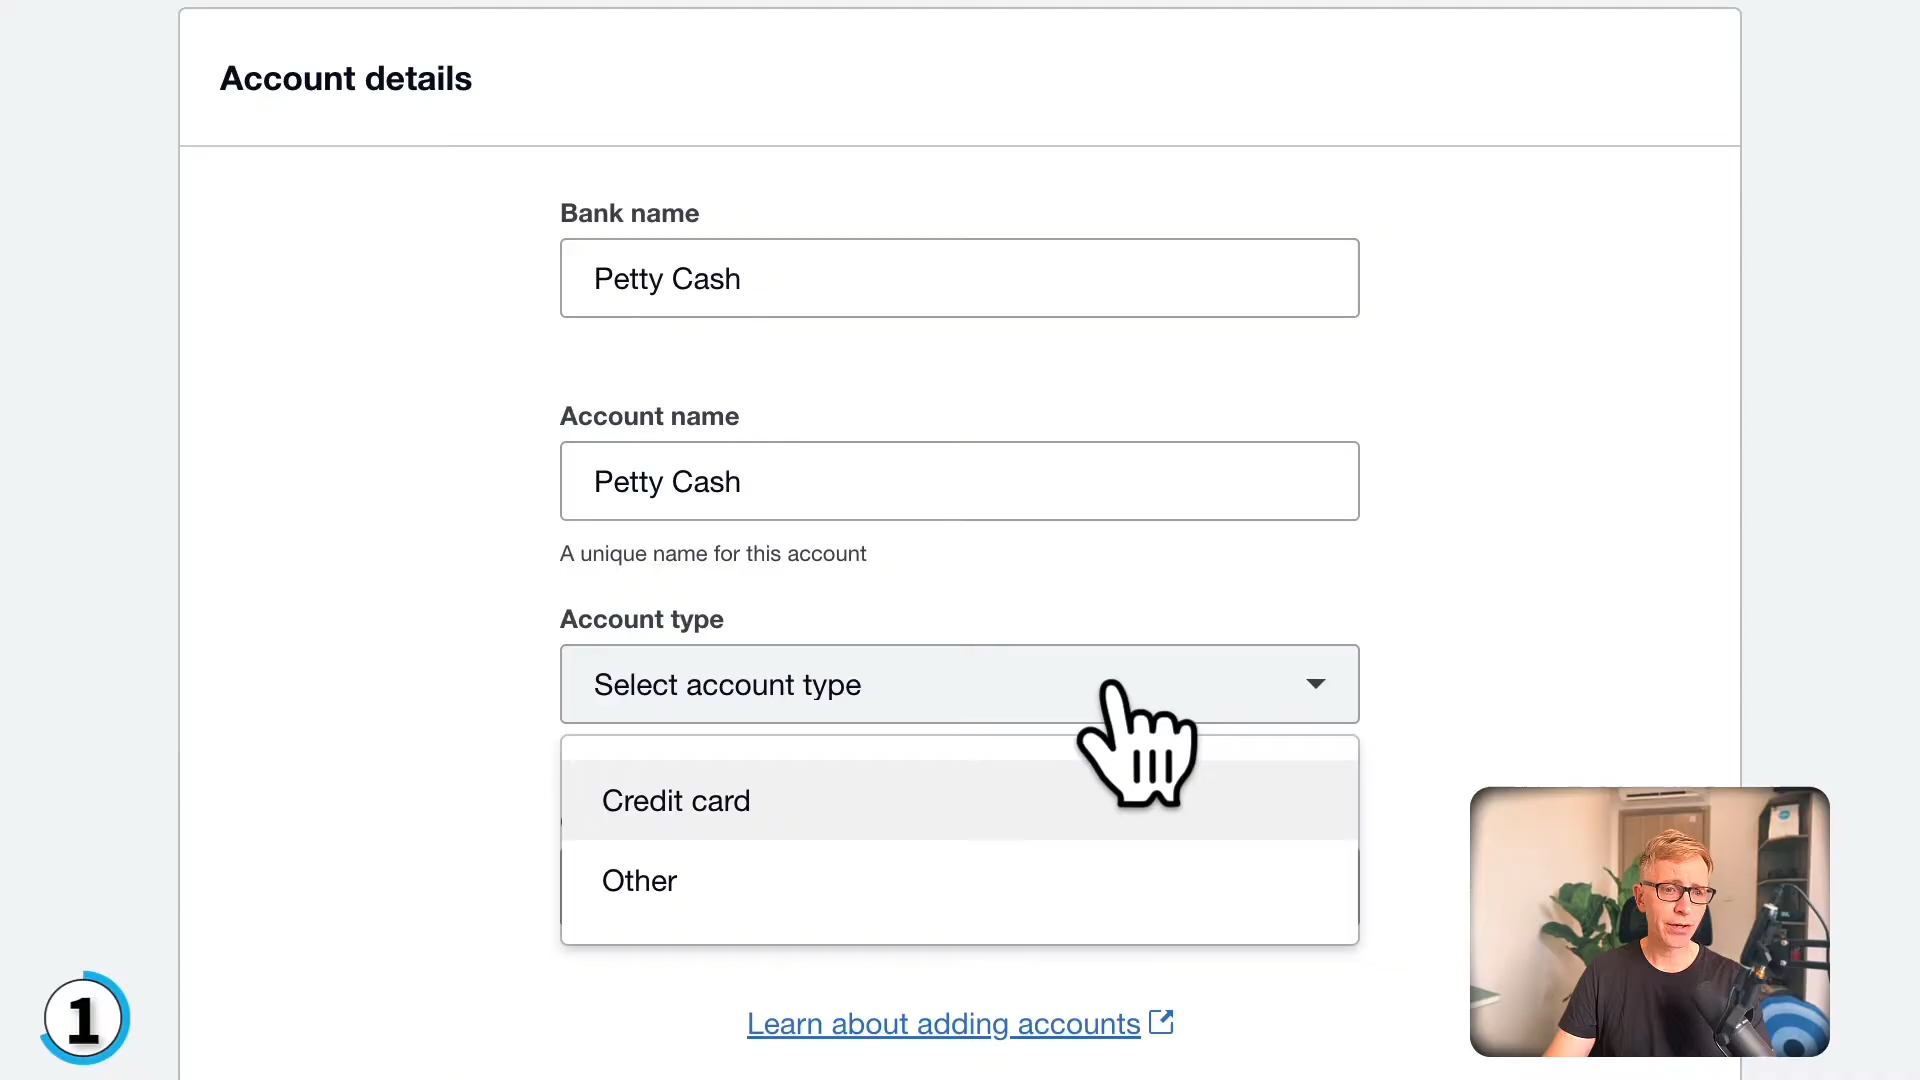 Account details
Bank name
Petty Cash
Account name
Petty Cash
A unique name for this account
Account type
Select account type
Credit card
Other
Learn about adding accounts
1